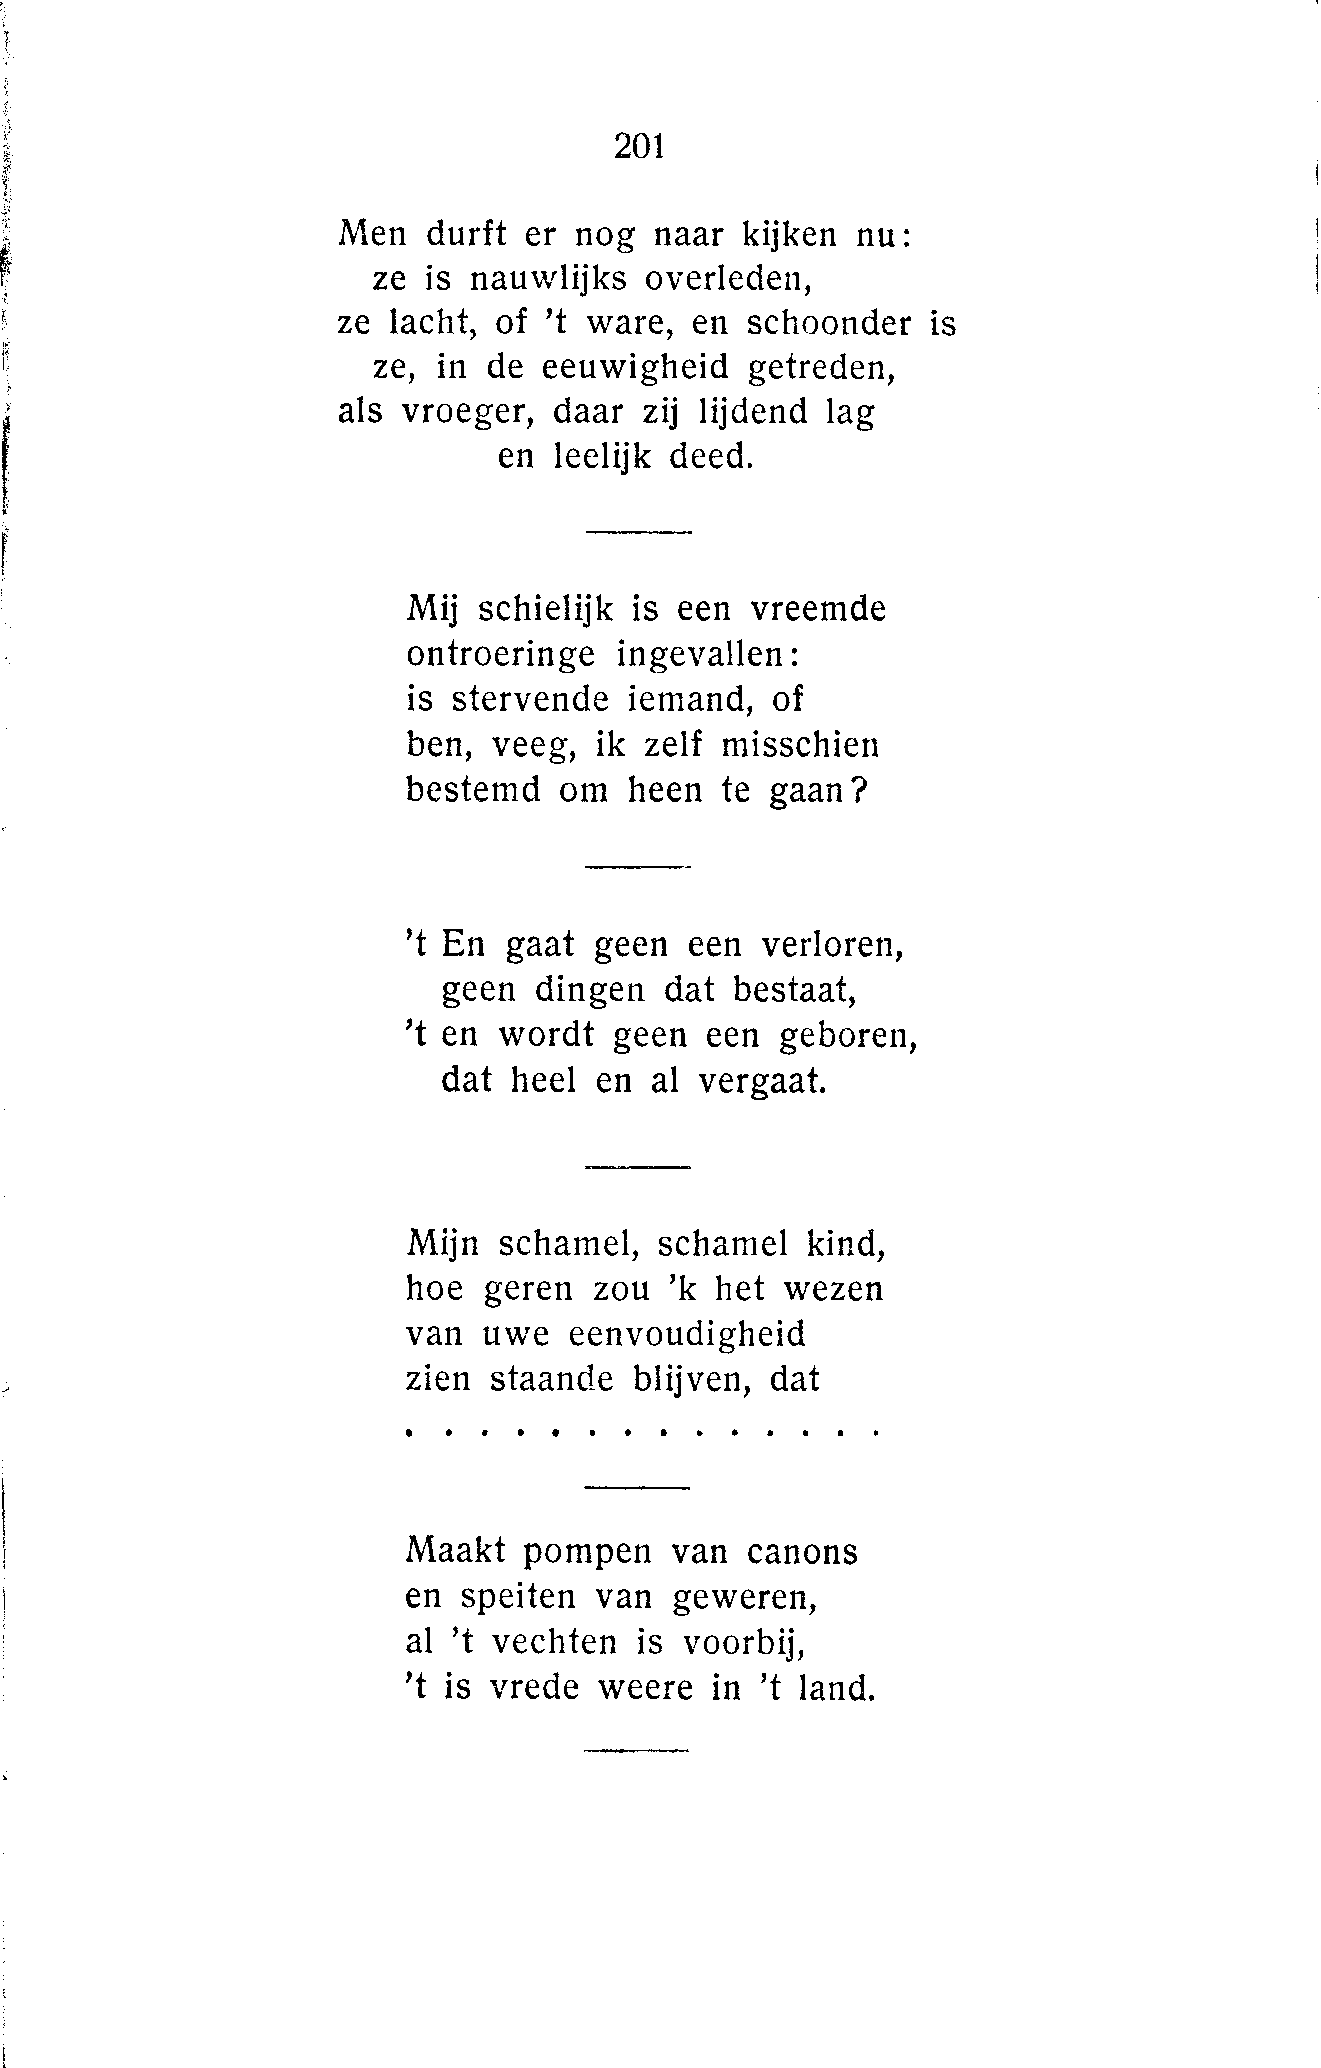 201
Men durft er nog naar kijken nu:
ze is nauwlijks overleden,
ze lacht, of 't ware, en schoonder is
ze, in de eeuwigheid getreden,
als vroeger, daar zij lijdend lag
en leelijk deed.
Mij schielijk is een vreemde
ontroeringe ingevallen:
is stervende iemand, of
ben, veeg, ik zelf misschien
bestemd om heen te gaan?
't En gaat geen een verloren,
geen dingen dat bestaat,
't en wordt geen een geboren,
dat heel en al vergaat.
Mijn schamel, schamel kind,
hoe geren zou 'k het wezen
van uwe eenvoudigheid
zien staande blijven, dat
. . . . . . . . . . . . . .
Maakt pompen van canons
en speiten van geweren,
al 't vechten is voorbij,
't is vrede weere in 't land.